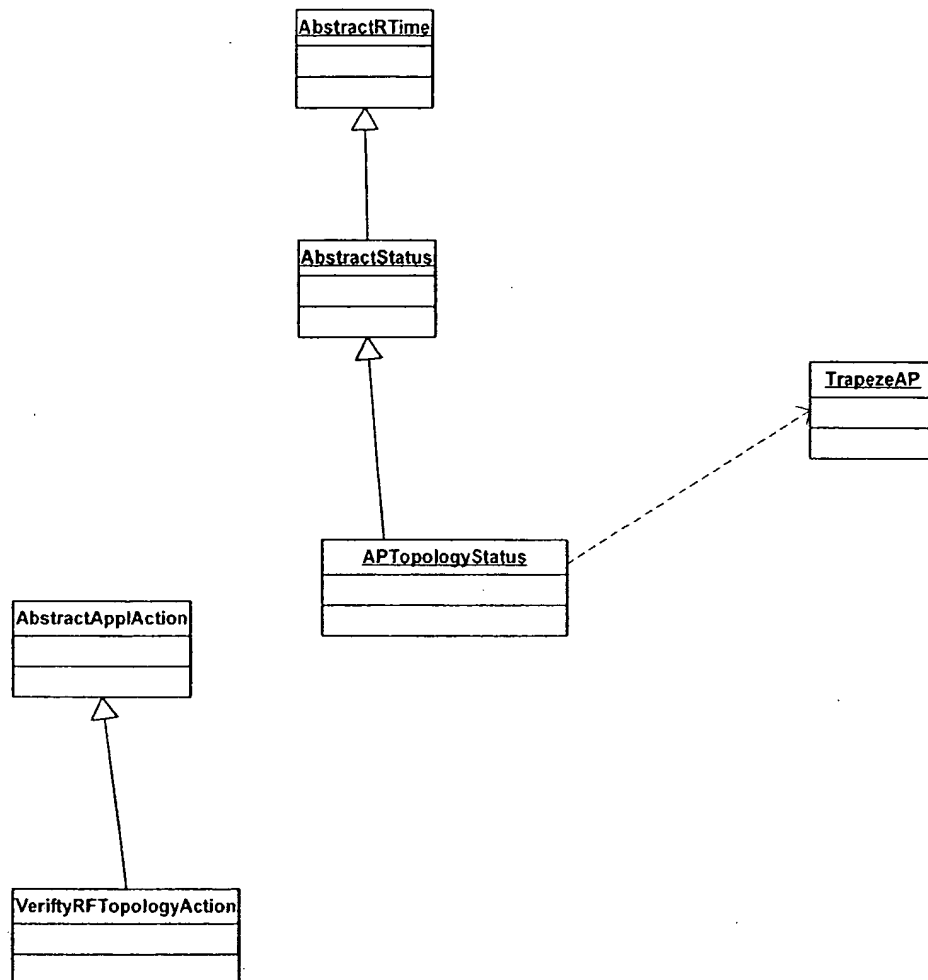 AbstractRTime
AbstractStatus
TrapezeAP
APTopologyStatus
AbstractApplAction
VeriftyRFTopologyAction